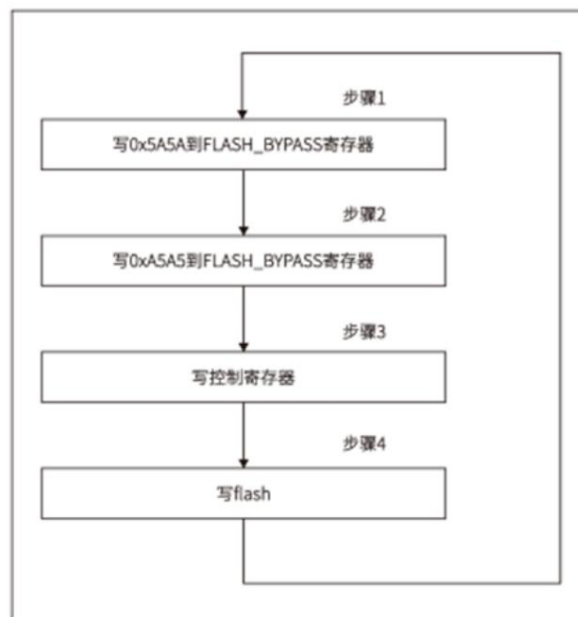 步骤1
写0x5A5A到FLASH_BYPASS寄存器
步骤2
写0xA5A5到FLASH_BYPASS寄存器
步骤3
写控制寄存器
步骤4
写flash